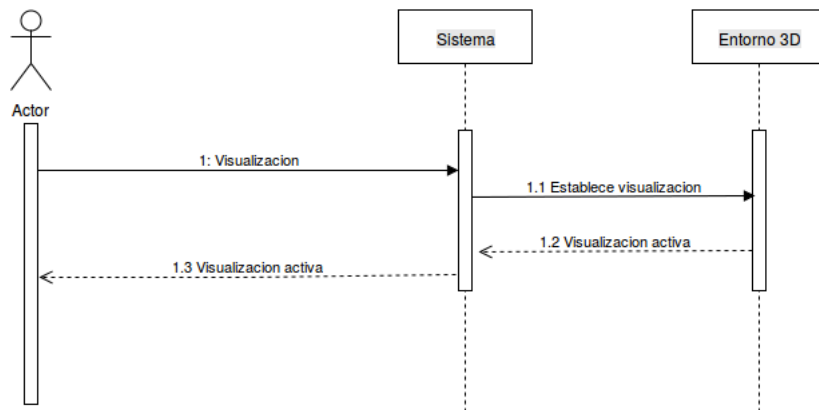 Sistema
Entorno 3D
Actor
1: Visualizacion
1.1 Establece visualizacion
1.2 Visualizacion activa
1.3 Visualizacion activa